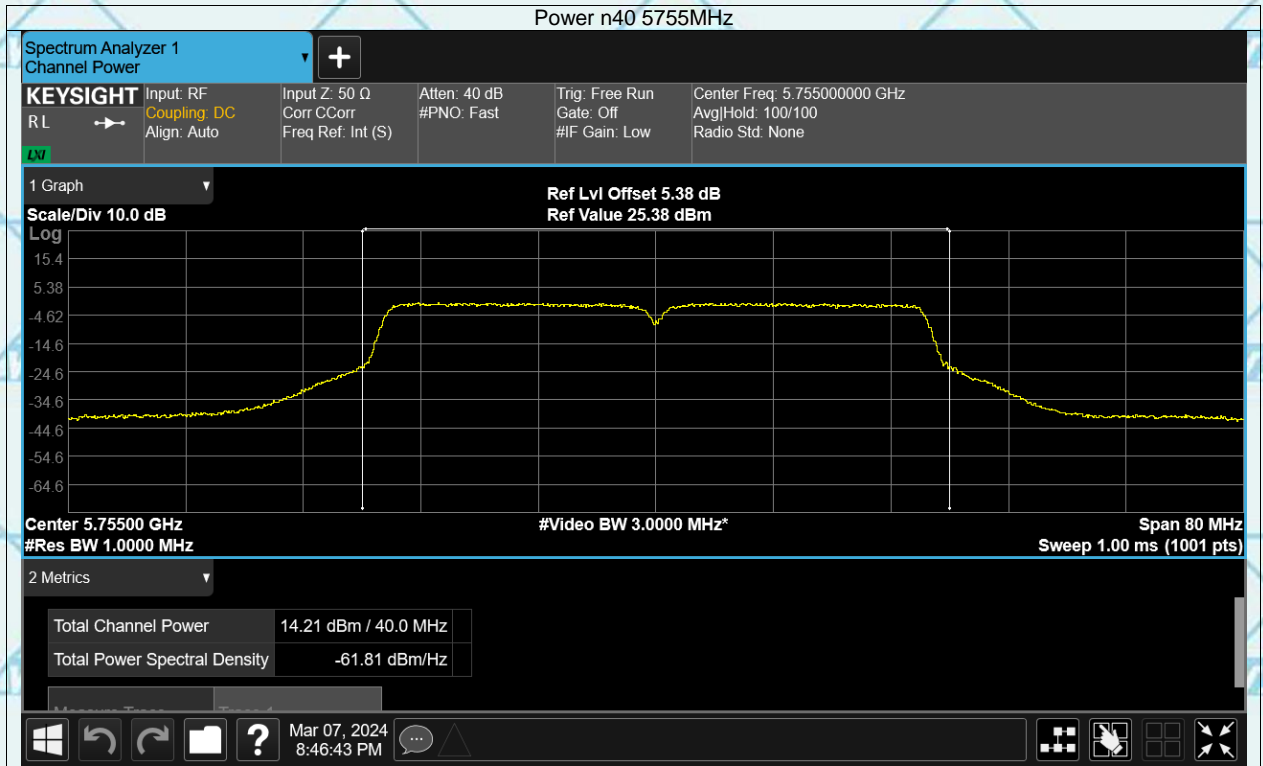 Power n40 5755MHz
Spectrum Analyzer 1
Channel Power
+
KEYSIGHT
R L
LXI
Input: RF
Coupling: DC
Align: Auto
Input Z: 50 Ω
Corr CCorr
Freq Ref: Int (S)
Atten: 40 dB
#PNO: Fast
Trig: Free Run
Gate: Off
#IF Gain: Low
Center Freq: 5.755000000 GHz
Avg|Hold: 100/100
Radio Std: None
1 Graph
Scale/Div 10.0 dB
Ref Lvl Offset 5.38 dB
Ref Value 25.38 dBm
Log
15.4
5.38
-4.62
-14.6
-24.6
-34.6
-44.6
-54.6
-64.6
Center 5.75500 GHz
#Video BW 3.0000 MHz*
Span 80 MHz
#Res BW 1.0000 MHz
Sweep 1.00 ms (1001 pts)
2 Metrics
Total Channel Power 14.21 dBm / 40.0 MHz
Total Power Spectral Density -61.81 dBm/Hz
Measure Trace Trace 1
?
Mar 07, 2024
8:46:43 PM